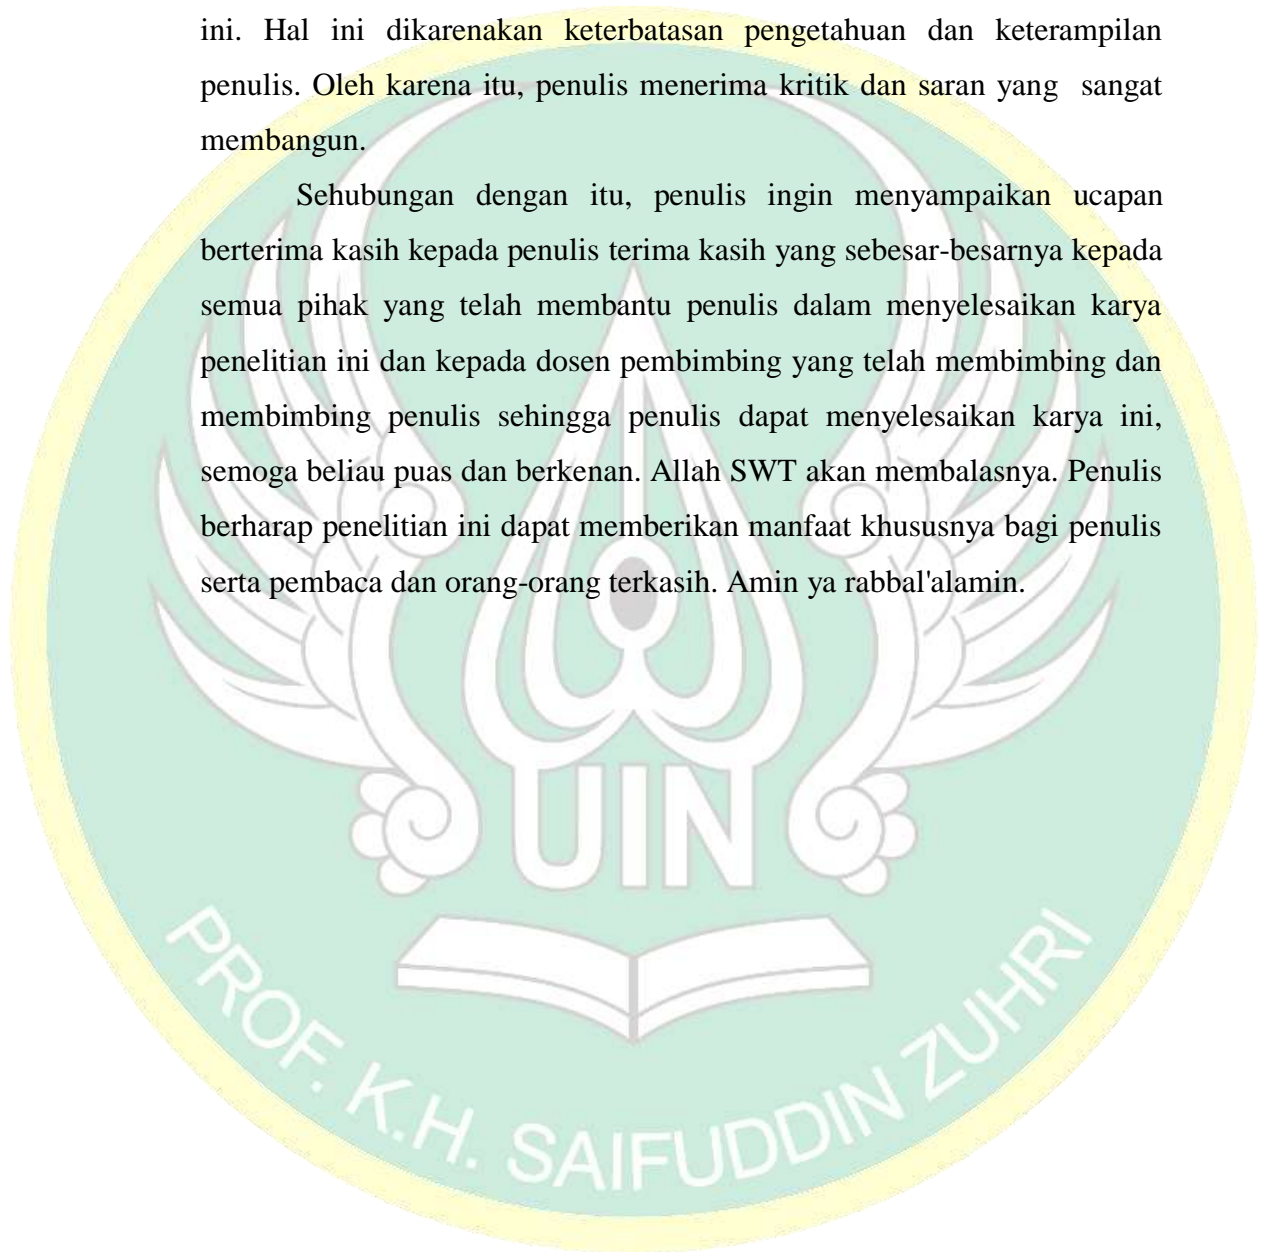 ini. Hal ini dikarenakan keterbatasan pengetahuan dan keterampilan
penulis. Oleh karena itu, penulis menerima kritik dan saran yang sangat
membangun.
Sehubungan dengan itu, penulis ingin menyampaikan ucapan
berterima kasih kepada penulis terima kasih yang sebesar-besarnya kepada
semua pihak yang telah membantu penulis dalam menyelesaikan karya
penelitian ini dan kepada dosen pembimbing yang telah membimbing dan
membimbing penulis sehingga penulis dapat menyelesaikan karya ini,
semoga beliau puas dan berkenan. Allah SWT akan membalasnya. Penulis
berharap penelitian ini dapat memberikan manfaat khususnya bagi penulis
serta pembaca dan orang-orang terkasih. Amin ya rabbal'alamin.
UIN
PROF. K.H. SAIFUDDIN ZUHRI